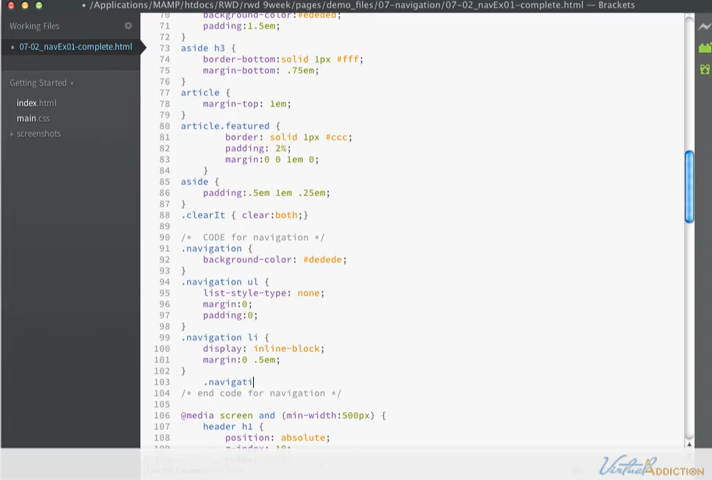 /Applications/MAMP/htdocs/RWD/rwd 9week/pages/demo_files/07-navigation/07-02_navEx01-complete.html — Brackets
Working Files
07-02_navEx01-complete.html
Getting Started
index.html
main.css
screenshots
70 background-color:#ededed;
71 padding:1.5em;
72 }
73 aside h3 {
74 border-bottom:solid 1px #fff;
75 margin-bottom: .75em;
76 }
77 article {
78 margin-top: 1em;
79 }
80 article.featured {
81 border: solid 1px #ccc;
82 padding: 2%;
83 margin:0 0 1em 0;
84 }
85 aside {
86 padding:.5em 1em .25em;
87 }
88 .clearIt { clear:both;}
89
90 /* CODE for navigation */
91 .navigation {
92 background-color: #dedede;
93 }
94 .navigation ul {
95 list-style-type: none;
96 margin:0;
97 padding:0;
98 }
99 .navigation li {
100 display: inline-block;
101 margin:0 .5em;
102 }
103 .navigati
104 /* end code for navigation */
105
106 @media screen and (min-width:500px) {
107 header h1 {
108 position: absolute;
109 z-index: 10;
VirtualADDICTION